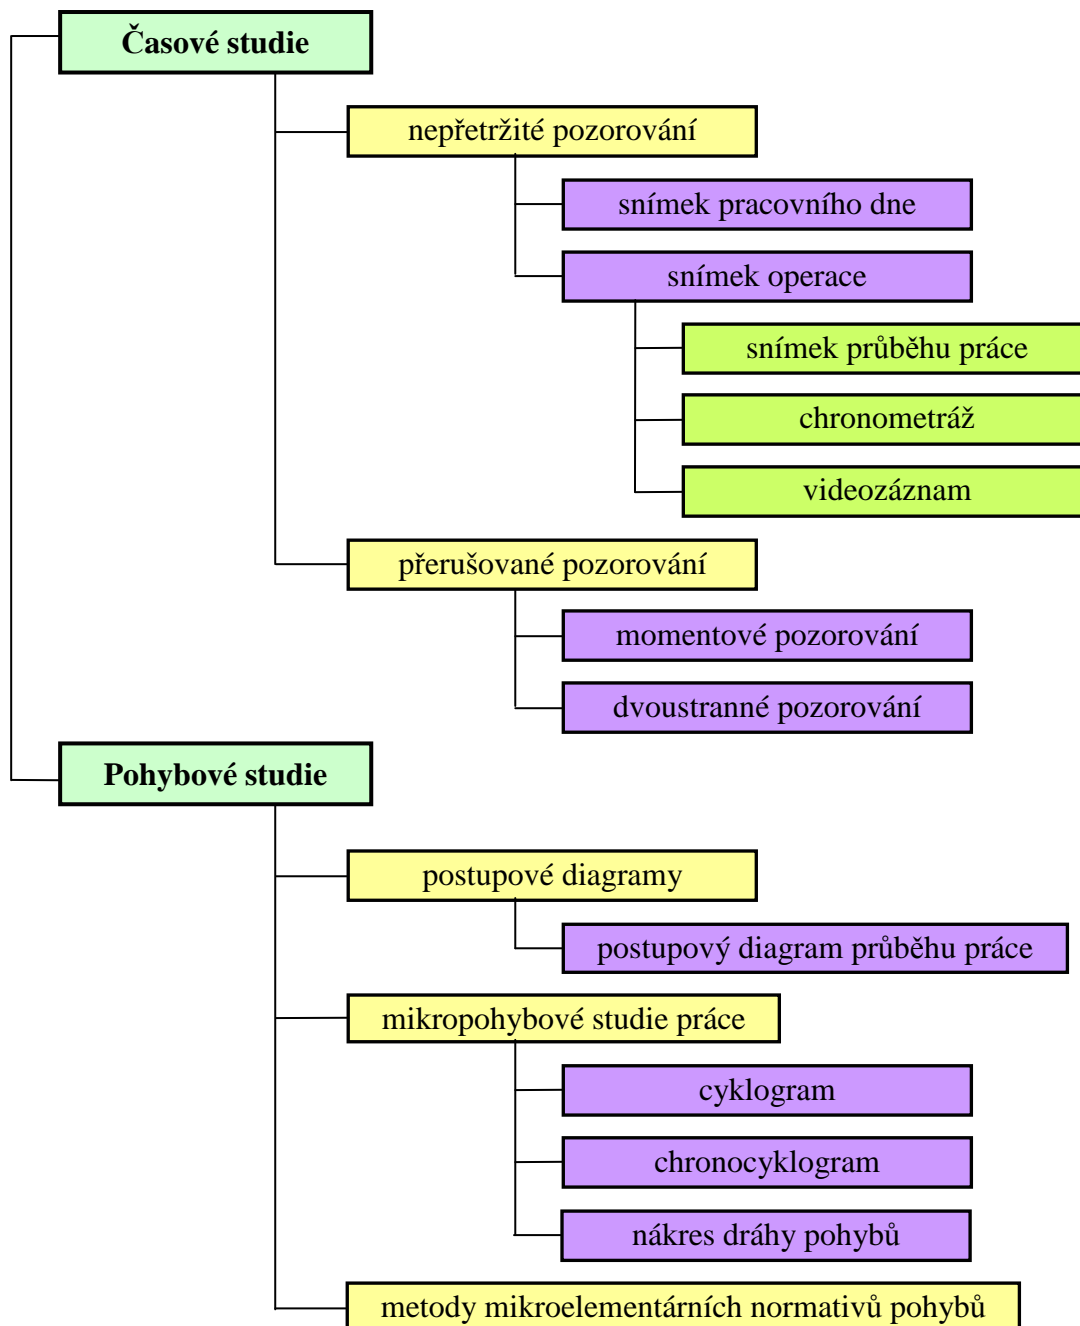 Časové studie
nepřetržité pozorování
snímek pracovního dne
snímek operace
snímek průběhu práce
chronometráž
videozáznam
přerušované pozorování
momentové pozorování
dvoustranné pozorování
Pohybové studie
postupové diagramy
postupový diagram průběhu práce
mikropohybové studie práce
cyklogram
chronocyklogram
nákres dráhy pohybů
metody mikroelementárních normativů pohybů